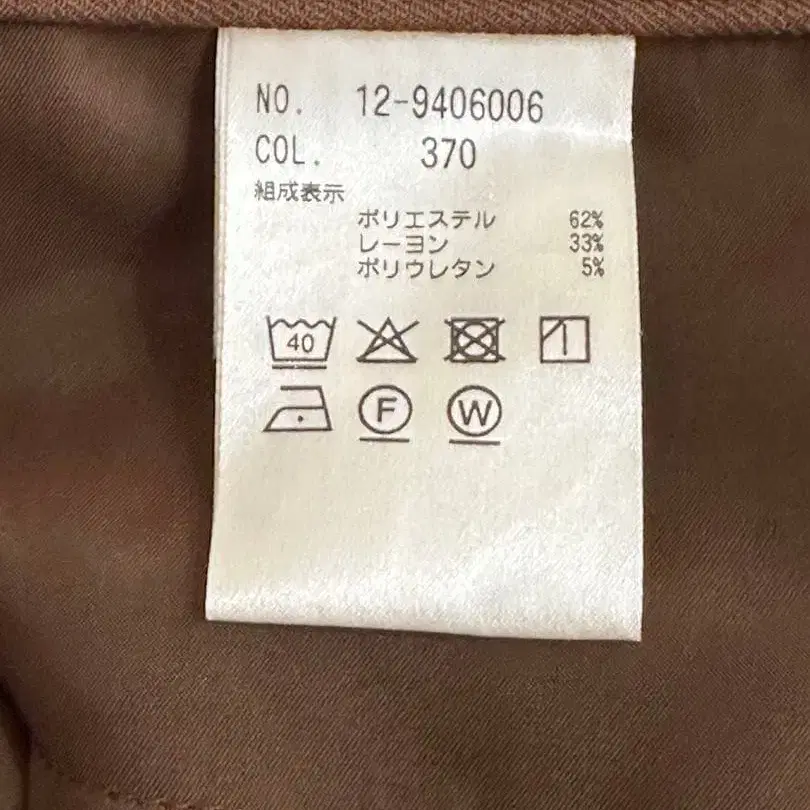 NO. 12-9406006
COL. 370
組成表示
ポリエステル 62%
レーヨン 33%
ポリウレタン 5%
40
F W